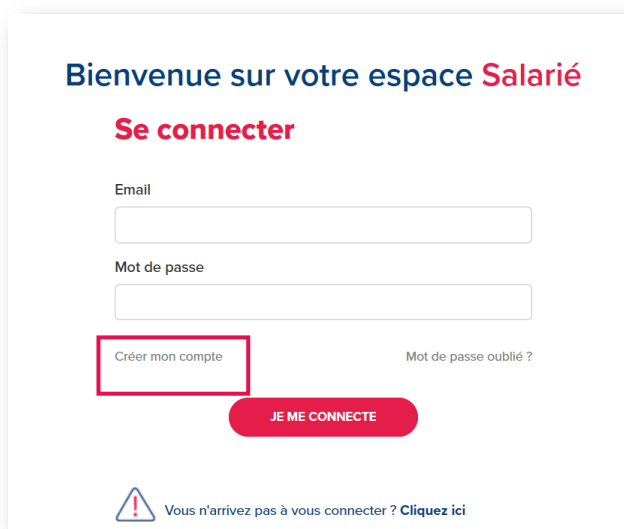 Bienvenue sur votre espace Salarié
Se connecter
Email
Mot de passe
Créer mon compte
Mot de passe oublié ?
JE ME CONNECTE
Vous n'arrivez pas à vous connecter ? Cliquez ici